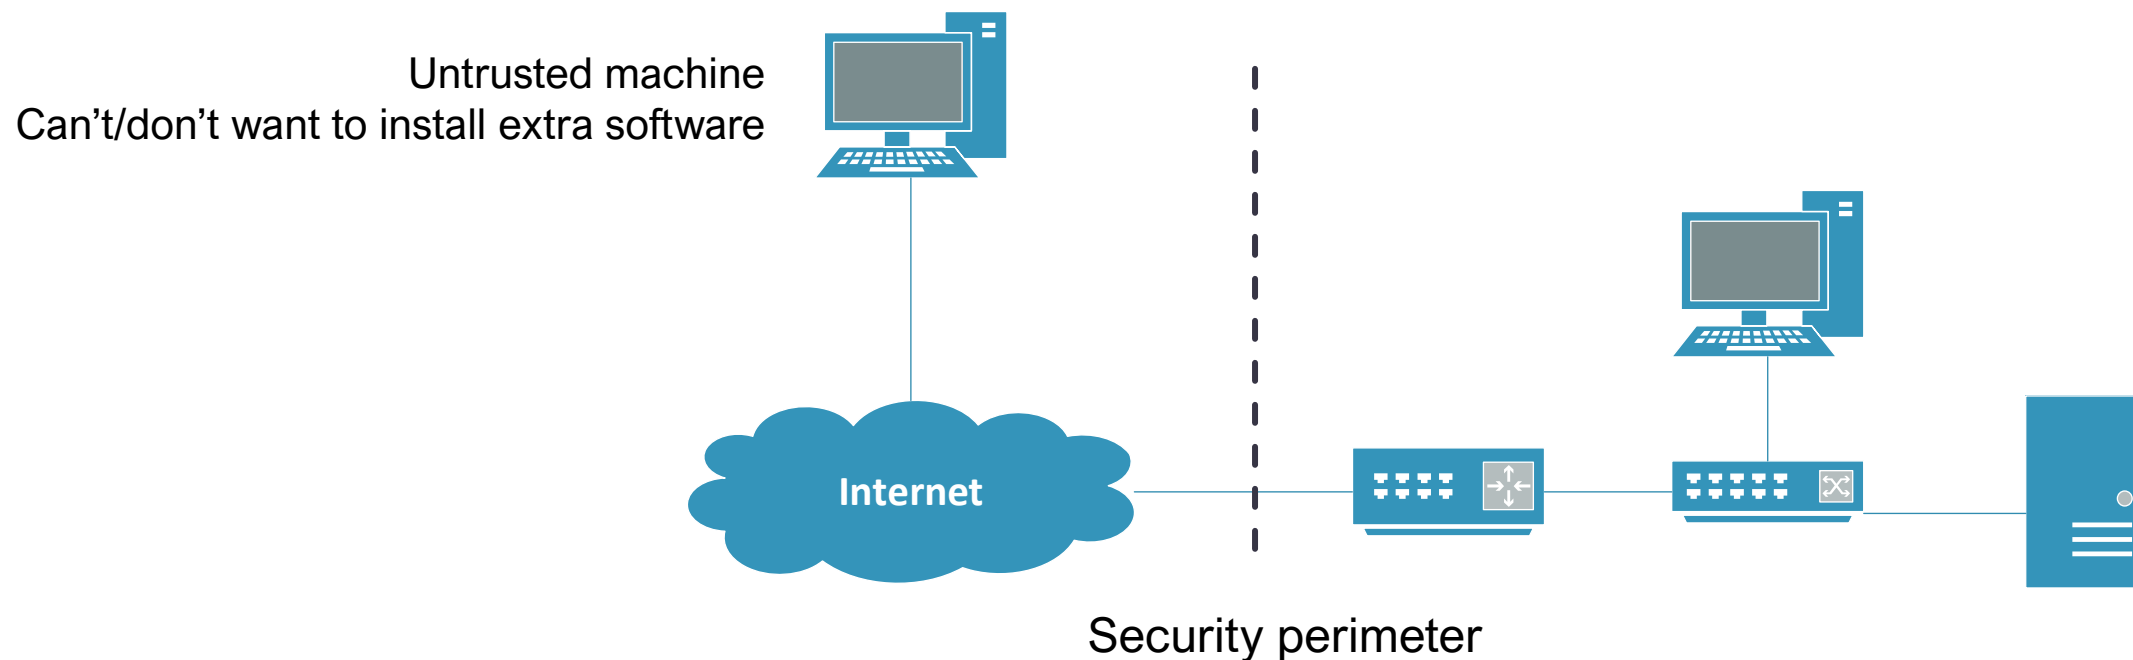 Untrusted machine
Can’t/don’t want to install extra software
Internet
Security perimeter